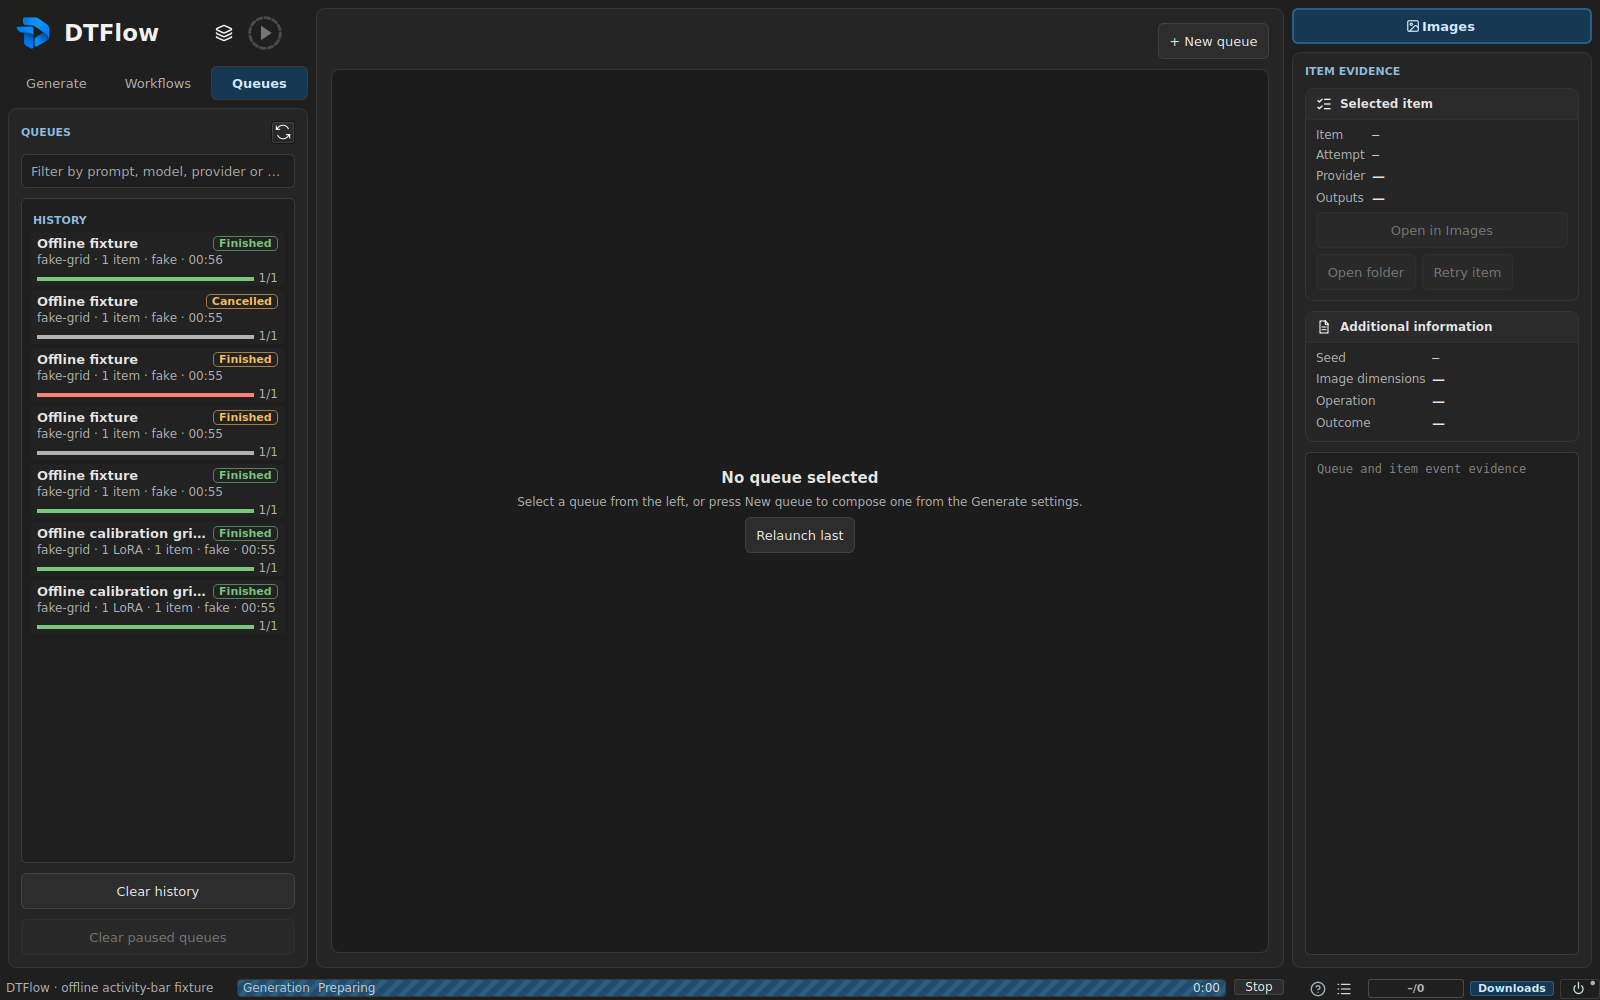 DTFlow
Generate
Workflows
Queues
QUEUES
Filter by prompt, model, provider or …
HISTORY
Offline fixture
Finished
fake-grid · 1 item · fake · 00:56
1/1
Offline fixture
Cancelled
fake-grid · 1 item · fake · 00:55
1/1
Offline fixture
Finished
fake-grid · 1 item · fake · 00:55
1/1
Offline fixture
Finished
fake-grid · 1 item · fake · 00:55
1/1
Offline fixture
Finished
fake-grid · 1 item · fake · 00:55
1/1
Offline calibration gri…
Finished
fake-grid · 1 LoRA · 1 item · fake · 00:55
1/1
Offline calibration gri…
Finished
fake-grid · 1 LoRA · 1 item · fake · 00:55
1/1
Clear history
Clear paused queues
+ New queue
No queue selected
Select a queue from the left, or press New queue to compose one from the Generate settings.
Relaunch last
Images
ITEM EVIDENCE
Selected item
Item –
Attempt –
Provider —
Outputs —
Open in Images
Open folder
Retry item
Additional information
Seed –
Image dimensions —
Operation —
Outcome —
Queue and item event evidence
DTFlow · offline activity-bar fixture
Generation Preparing
0:00
Stop
–/0
Downloads